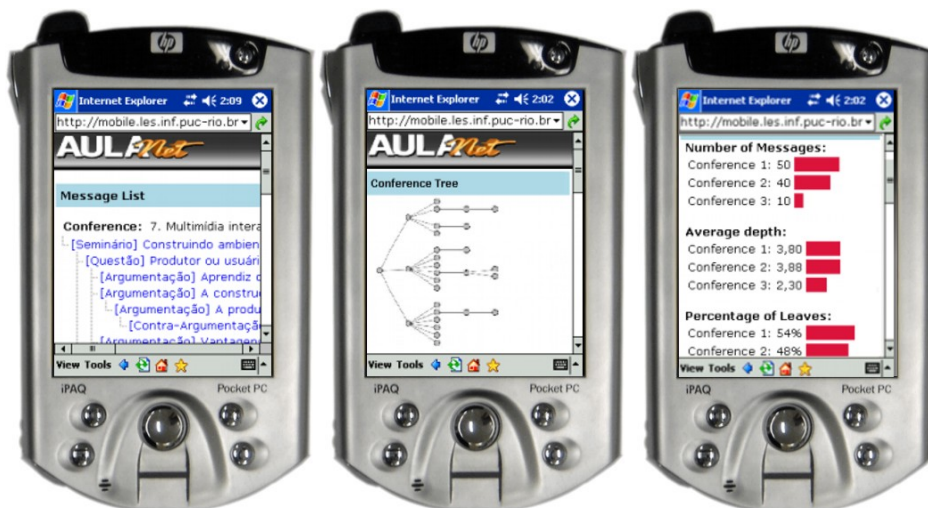 hp
Internet Explorer 2:09
http://mobile.les.inf.puc-rio.br
AULANet
Message List
Conference: 7. Multimídia intera
[Seminário] Construindo ambien
[Questão] Produtor ou usuári
[Argumentação] Aprendiz
[Argumentação] A constru
[Argumentação] A produ
[Contra-Argumentação
[Argumentação] Vantagens
View Tools
iPAQ Pocket PC
hp
Internet Explorer 2:02
http://mobile.les.inf.puc-rio.br
AULANet
Conference Tree
View Tools
iPAQ Pocket PC
hp
Internet Explorer 2:02
http://mobile.les.inf.puc-rio.br
Number of Messages:
Conference 1: 50
Conference 2: 40
Conference 3: 10
Average depth:
Conference 1: 3,80
Conference 2: 3,88
Conference 3: 2,30
Percentage of Leaves:
Conference 1: 54%
Conference 2: 48%
View Tools
iPAQ Pocket PC